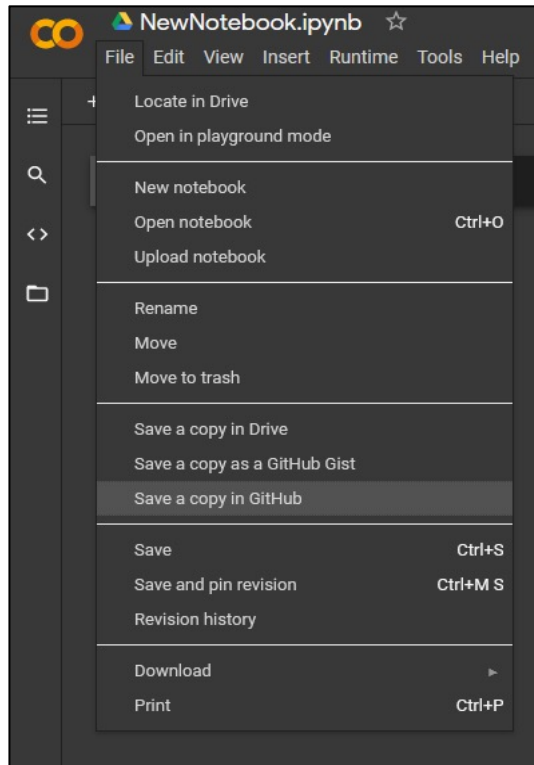 CO
NewNotebook.ipynb
File Edit View Insert Runtime Tools Help
+
Locate in Drive
Open in playground mode
New notebook
Open notebook Ctrl+O
Upload notebook
Rename
Move
Move to trash
Save a copy in Drive
Save a copy as a GitHub Gist
Save a copy in GitHub
Save Ctrl+S
Save and pin revision Ctrl+M S
Revision history
Download
Print Ctrl+P